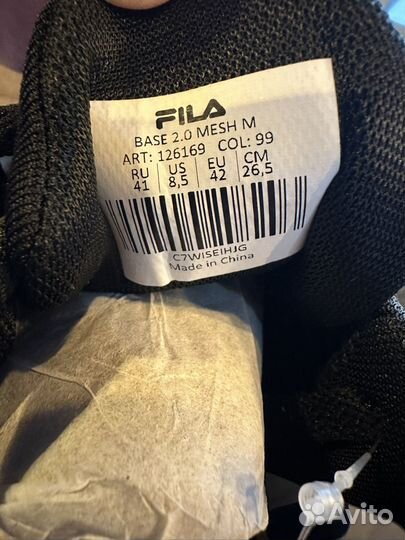 FILA
BASE 2.0 MESH M
ART: 126169 COL: 99
RU US EU CM
41 8,5 42 26,5
C7WISEIHJG
Made in China
Avito